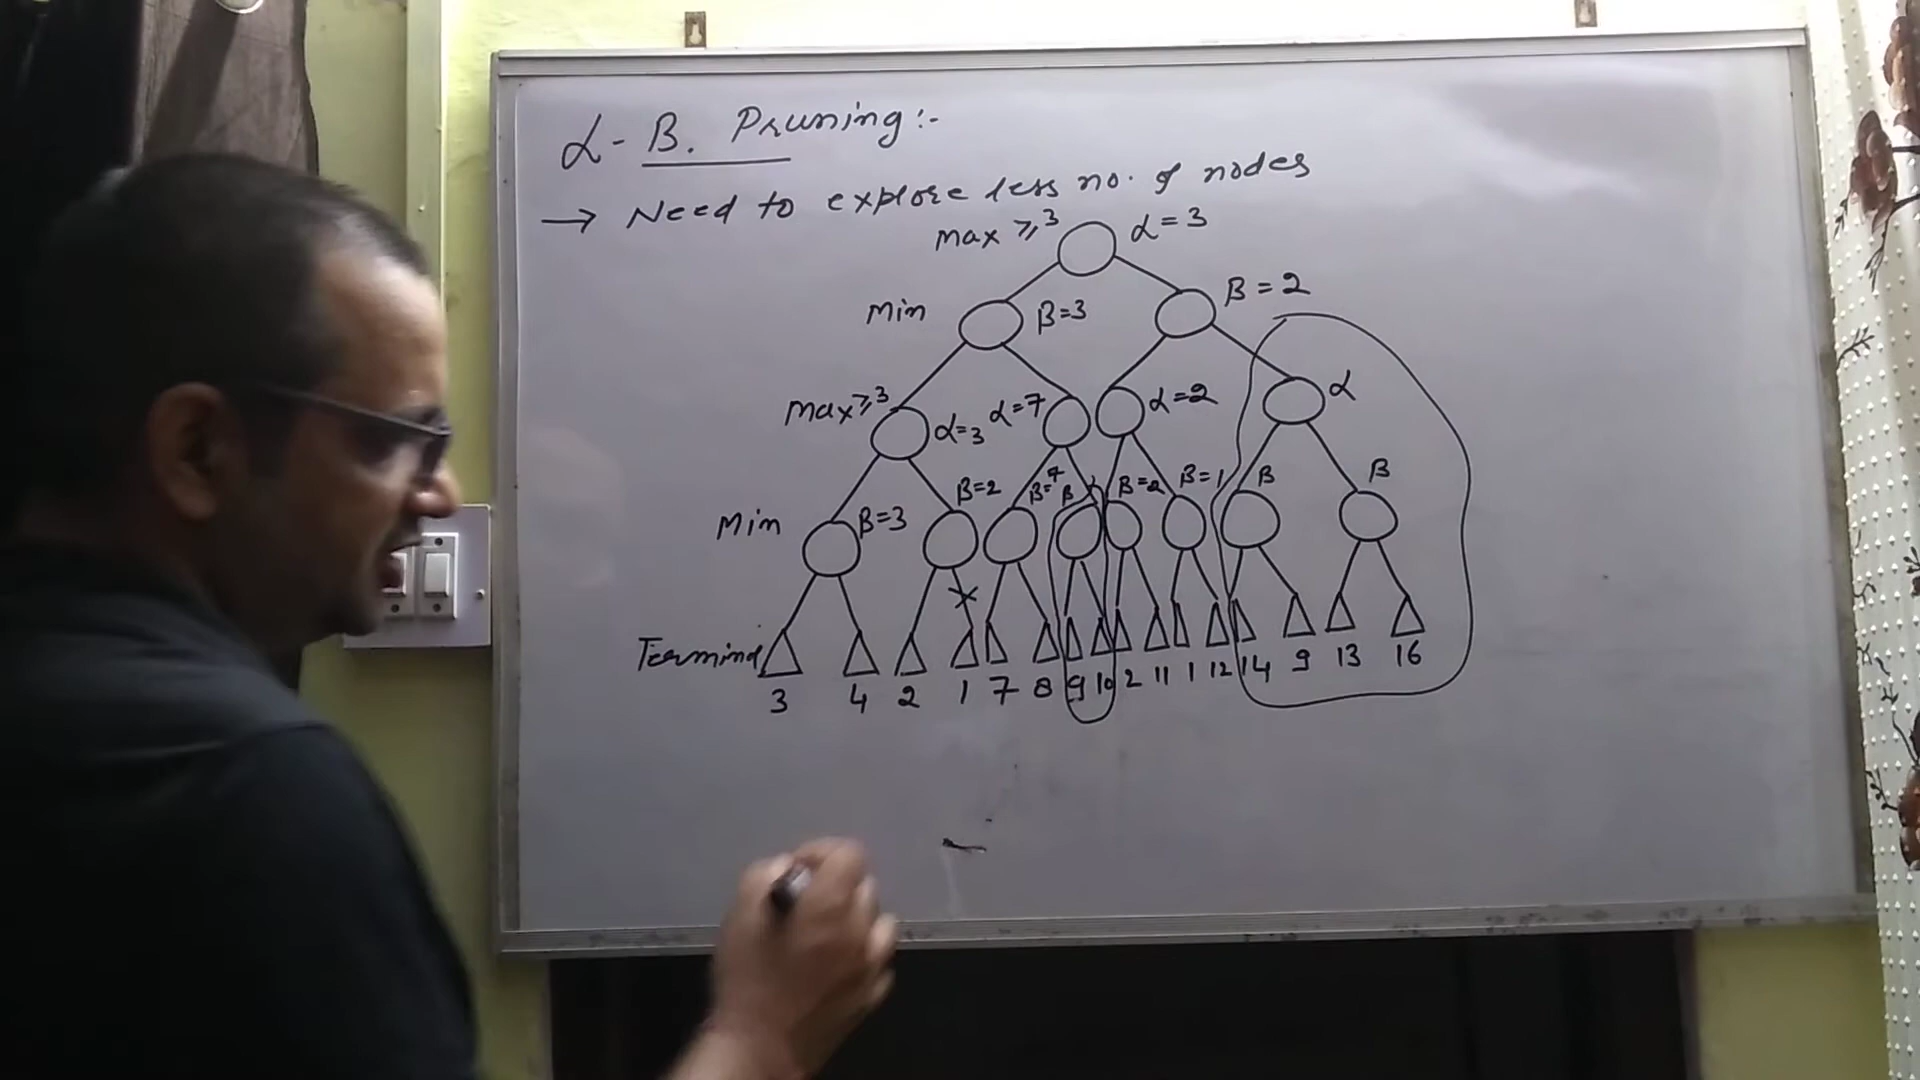 α-B. Pruning:-
→ Need to explore less no. of nodes
Max ≥3 α=3
Min β=3 β=2
Max≥3 α=3 α=7 α=2 α
Min β=3 β=2 β=7 β β=2 β=1 β β
Terminal
3 4 2 1 7 8 9 10 2 11 1 12 14 9 13 16